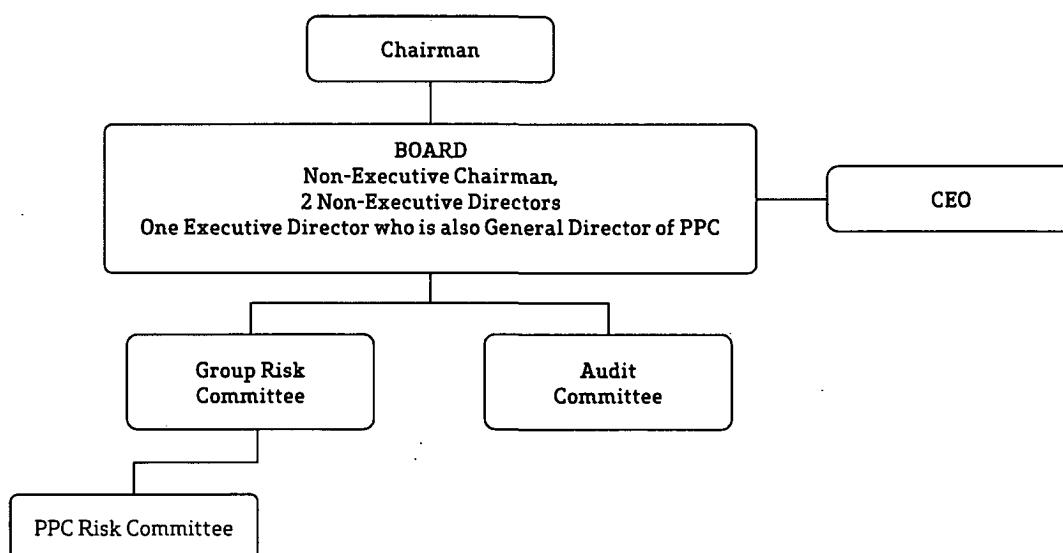 Chairman
BOARD
Non-Executive Chairman,
2 Non-Executive Directors
One Executive Director who is also General Director of PPC
CEO
Group Risk
Committee
Audit
Committee
PPC Risk Committee